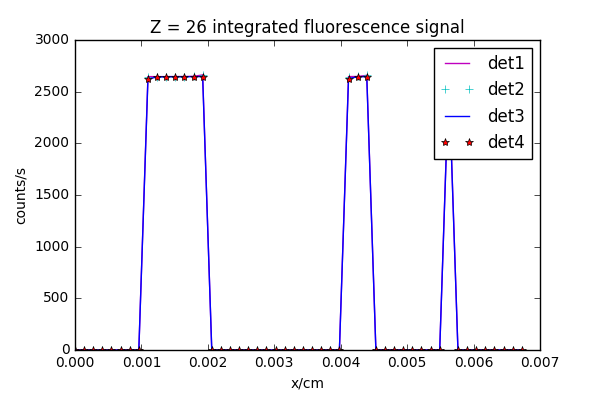 Z = 26 integrated fluorescence signal
3000
2500
2000
1500
1000
500
0
counts/s
det1
det2
det3
det4
0.000 0.001 0.002 0.003 0.004 0.005 0.006 0.007
x/cm